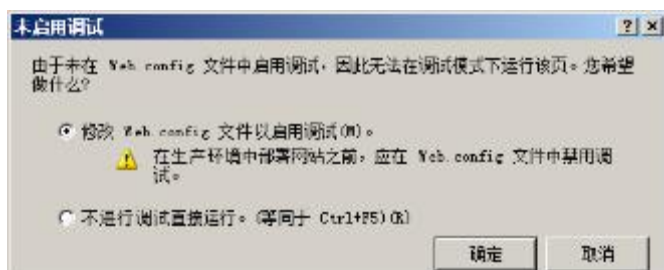 未启用调试
由于未在 Web.config 文件中启用调试，因此无法在调试模式下运行该页。您希望
做什么?
修改 Web.config 文件以启用调试(M)。
在生产环境中部署网站之前，应在 Web.config 文件中禁用调
试。
不进行调试直接运行。(等同于 Ctrl+F5)(R)
确定 取消